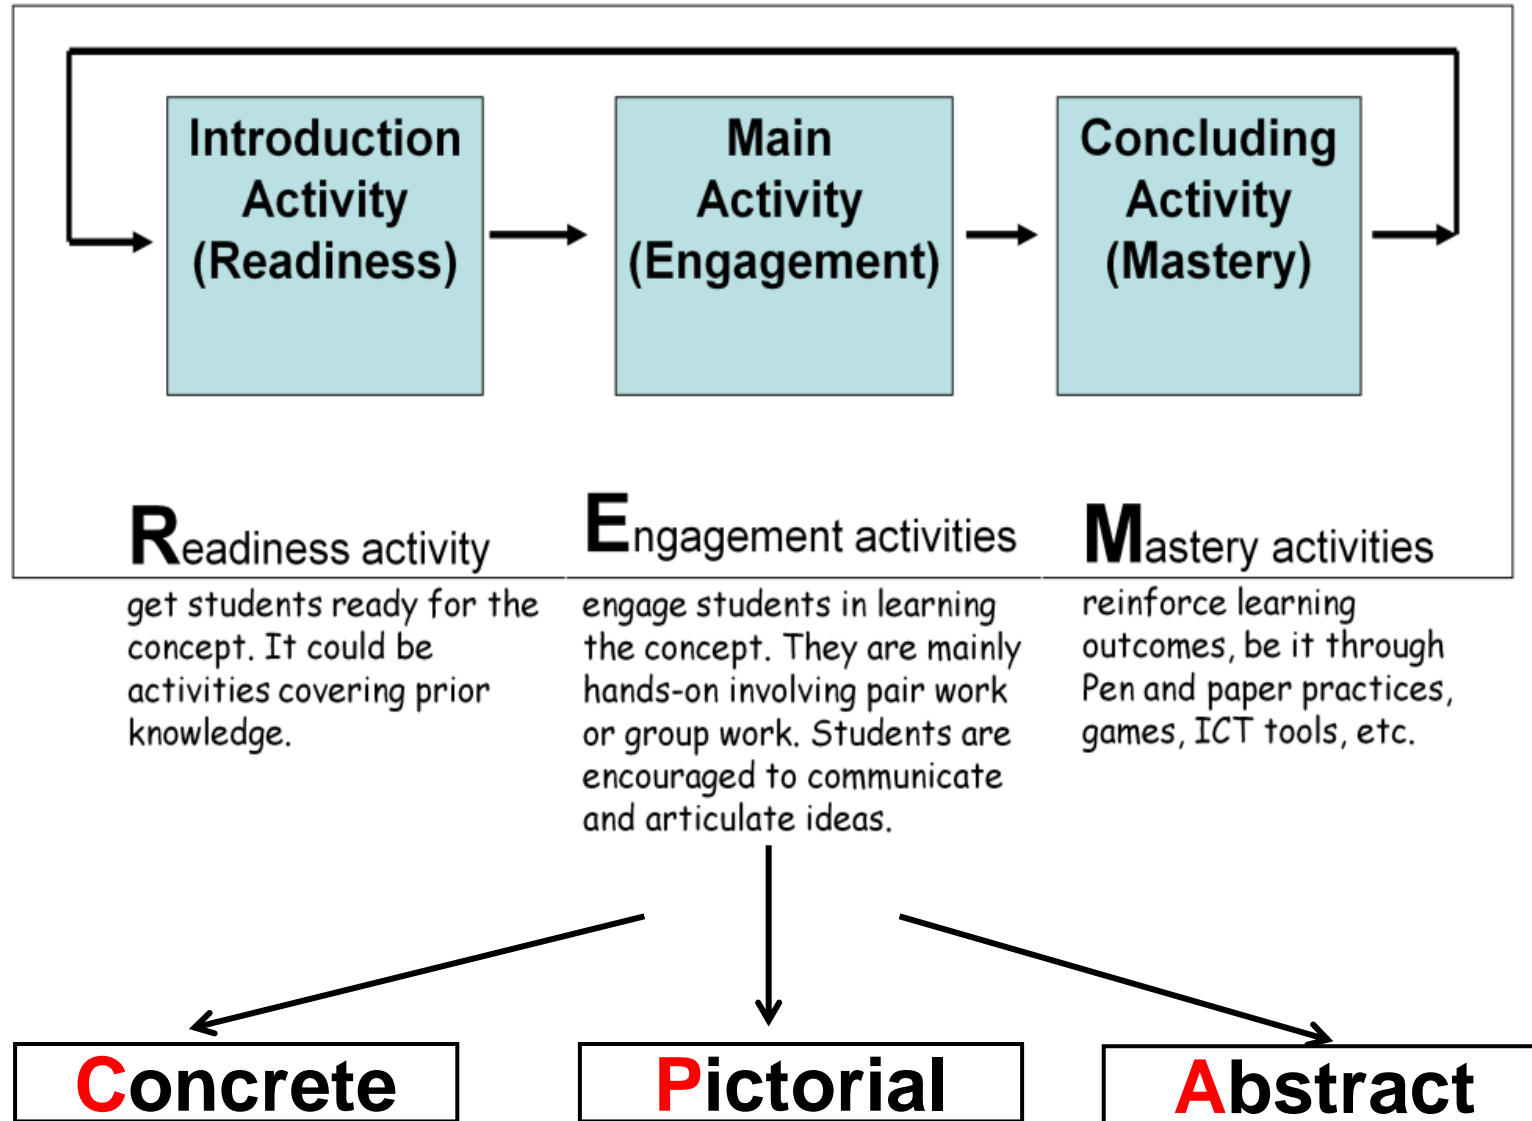 Introduction
Activity
(Readiness)
Main
Activity
(Engagement)
Concluding
Activity
(Mastery)
Readiness activity
get students ready for the
concept. It could be
activities covering prior
knowledge.
Engagement activities
engage students in learning
the concept. They are mainly
hands-on involving pair work
or group work. Students are
encouraged to communicate
and articulate ideas.
Mastery activities
reinforce learning
outcomes, be it through
Pen and paper practices,
games, ICT tools, etc.
Concrete
Pictorial
Abstract